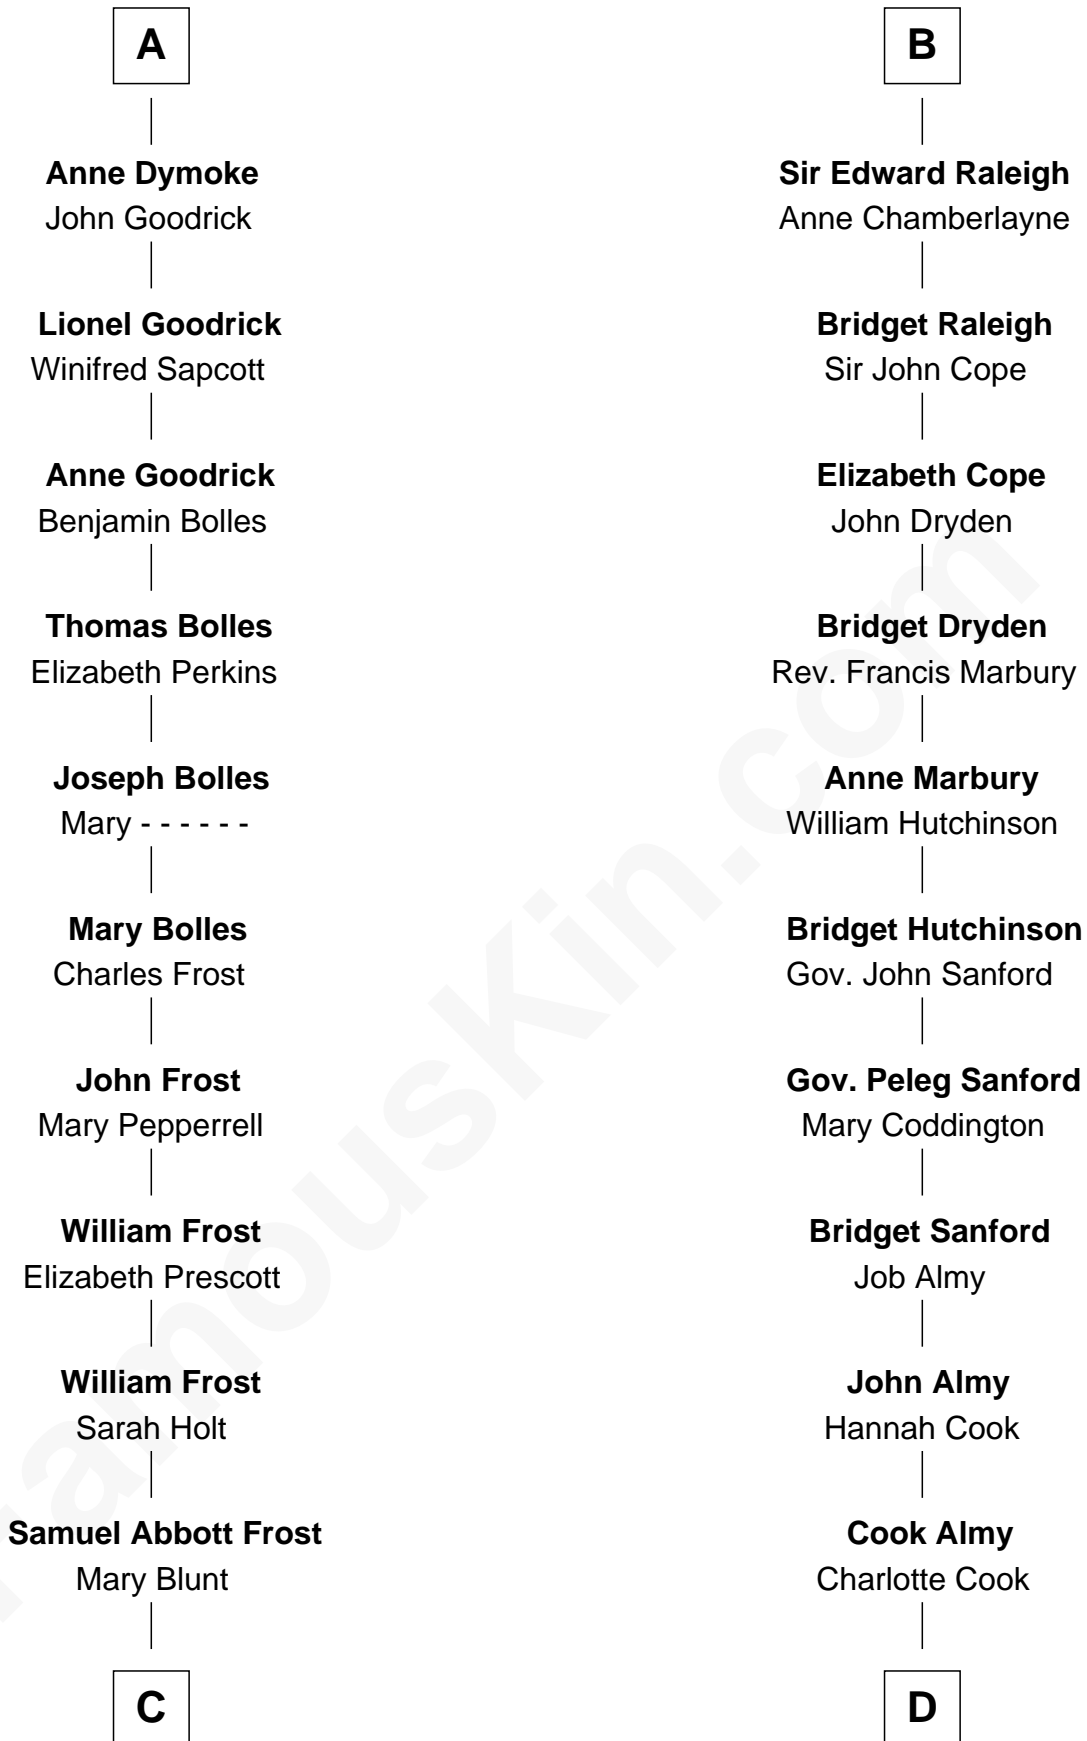 A
Anne Dymoke
John Goodrick
Lionel Goodrick
Winifred Sapcott
Anne Goodrick
Benjamin Bolles
Thomas Bolles
Elizabeth Perkins
Joseph Bolles
Mary - - - - - -
Mary Bolles
Charles Frost
John Frost
Mary Pepperrell
William Frost
Elizabeth Prescott
William Frost
Sarah Holt
Samuel Abbott Frost
Mary Blunt
C
B
Sir Edward Raleigh
Anne Chamberlayne
Bridget Raleigh
Sir John Cope
Elizabeth Cope
John Dryden
Bridget Dryden
Rev. Francis Marbury
Anne Marbury
William Hutchinson
Bridget Hutchinson
Gov. John Sanford
Gov. Peleg Sanford
Mary Coddington
Bridget Sanford
Job Almy
John Almy
Hannah Cook
Cook Almy
Charlotte Cook
D
FamousKin.com